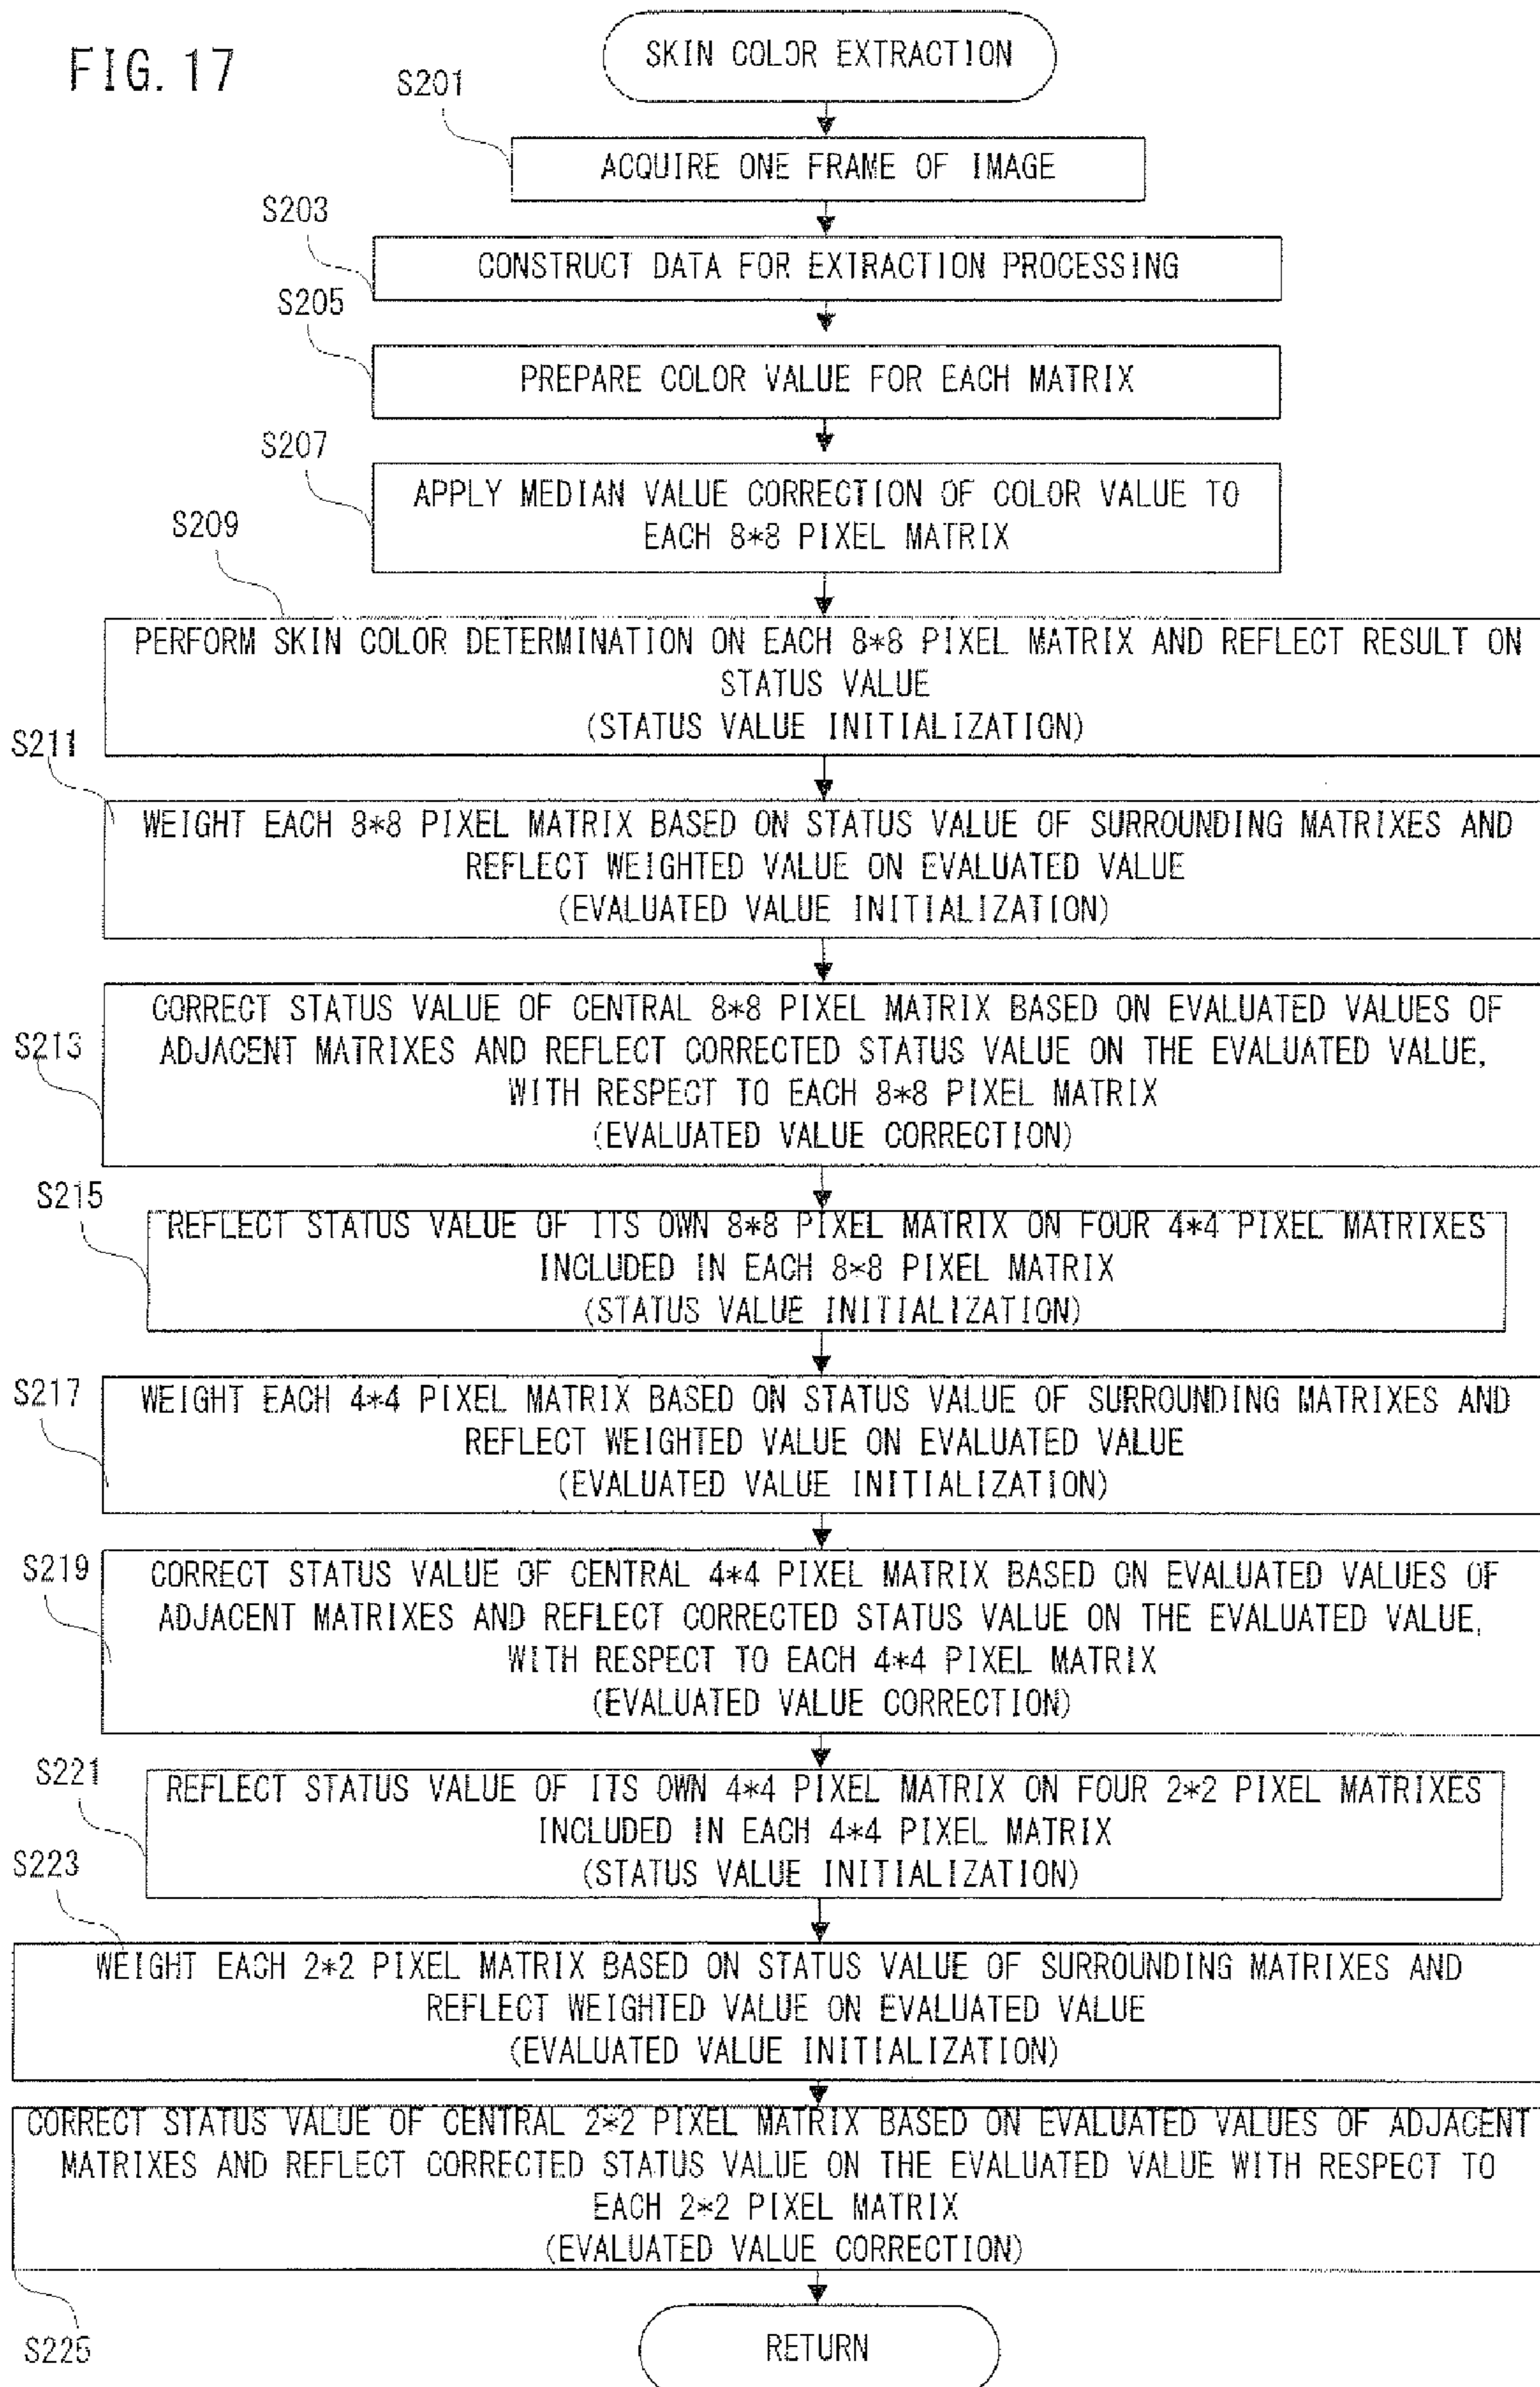 FIG. 17
SKIN COLOR EXTRACTION
S201
ACQUIRE ONE FRAME OF IMAGE
S203
CONSTRUCT DATA FOR EXTRACTION PROCESSING
S205
PREPARE COLOR VALUE FOR EACH MATRIX
S207
APPLY MEDIAN VALUE CORRECTION OF COLOR VALUE TO
EACH 8*8 PIXEL MATRIX
S209
PERFORM SKIN COLOR DETERMINATION ON EACH 8*8 PIXEL MATRIX AND REFLECT RESULT ON
STATUS VALUE
(STATUS VALUE INITIALIZATION)
S211
WEIGHT EACH 8*8 PIXEL MATRIX BASED ON STATUS VALUE OF SURROUNDING MATRIXES AND
REFLECT WEIGHTED VALUE ON EVALUATED VALUE
(EVALUATED VALUE INITIALIZATION)
S213
CORRECT STATUS VALUE OF CENTRAL 8*8 PIXEL MATRIX BASED ON EVALUATED VALUES OF
ADJACENT MATRIXES AND REFLECT CORRECTED STATUS VALUE ON THE EVALUATED VALUE,
WITH RESPECT TO EACH 8*8 PIXEL MATRIX
(EVALUATED VALUE CORRECTION)
S215
REFLECT STATUS VALUE OF ITS OWN 8*8 PIXEL MATRIX ON FOUR 4*4 PIXEL MATRIXES
INCLUDED IN EACH 8*8 PIXEL MATRIX
(STATUS VALUE INITIALIZATION)
S217
WEIGHT EACH 4*4 PIXEL MATRIX BASED ON STATUS VALUE OF SURROUNDING MATRIXES AND
REFLECT WEIGHTED VALUE ON EVALUATED VALUE
(EVALUATED VALUE INITIALIZATION)
S219
CORRECT STATUS VALUE OF CENTRAL 4*4 PIXEL MATRIX BASED ON EVALUATED VALUES OF
ADJACENT MATRIXES AND REFLECT CORRECTED STATUS VALUE ON THE EVALUATED VALUE,
WITH RESPECT TO EACH 4*4 PIXEL MATRIX
(EVALUATED VALUE CORRECTION)
S221
REFLECT STATUS VALUE OF ITS OWN 4*4 PIXEL MATRIX ON FOUR 2*2 PIXEL MATRIXES
INCLUDED IN EACH 4*4 PIXEL MATRIX
(STATUS VALUE INITIALIZATION)
S223
WEIGHT EACH 2*2 PIXEL MATRIX BASED ON STATUS VALUE OF SURROUNDING MATRIXES AND
REFLECT WEIGHTED VALUE ON EVALUATED VALUE
(EVALUATED VALUE INITIALIZATION)
CORRECT STATUS VALUE OF CENTRAL 2*2 PIXEL MATRIX BASED ON EVALUATED VALUES OF ADJACENT
MATRIXES AND REFLECT CORRECTED STATUS VALUE ON THE EVALUATED VALUE WITH RESPECT TO
EACH 2*2 PIXEL MATRIX
(EVALUATED VALUE CORRECTION)
S225
RETURN